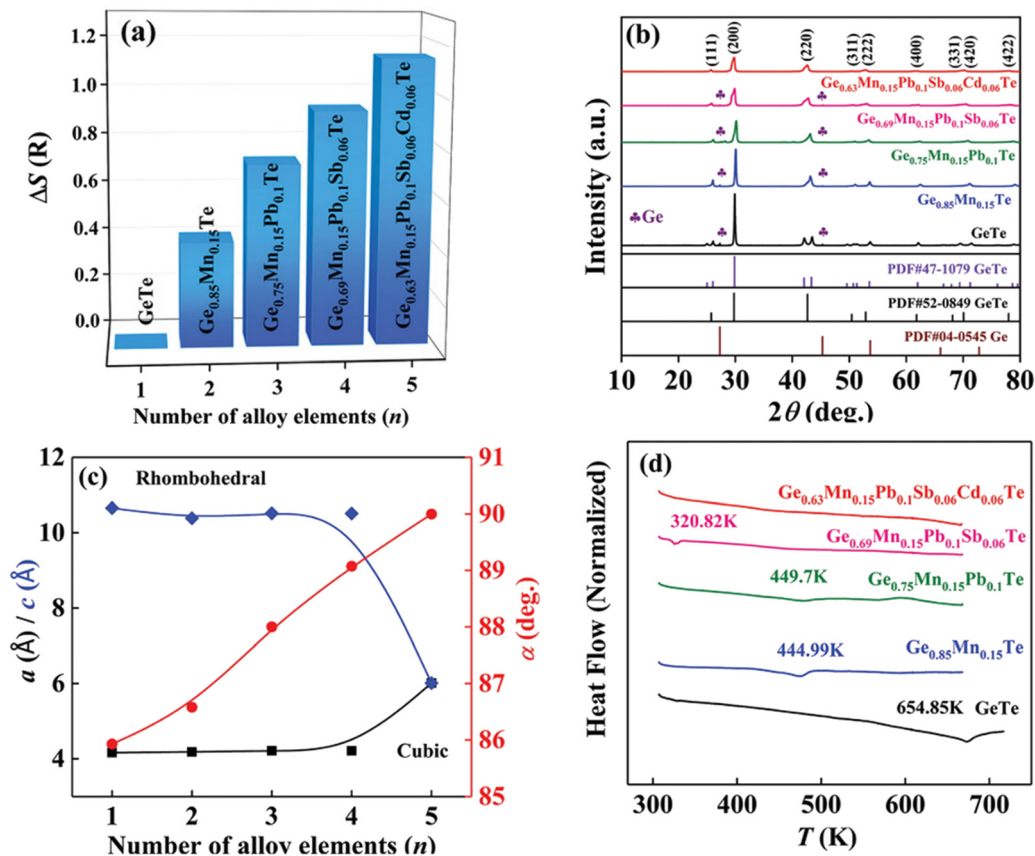 (a)
1.2
1.0
0.8
0.6
0.4
0.2
0.0
ΔS (R)
GeTe
Ge0.85Mn0.15Te
Ge0.75Mn0.15Pb0.1Te
Ge0.69Mn0.15Pb0.1Sb0.06Te
Ge0.63Mn0.15Pb0.1Sb0.06Cd0.06Te
1 2 3 4 5
Number of alloy elements (n)
(b)
(111) (200) (220) (311) (222) (400) (331) (420) (422)
Ge0.63Mn0.15Pb0.1Sb0.06Cd0.06Te
♣ ♣
Ge0.69Mn0.15Pb0.1Sb0.06Te
♣ ♣
Ge0.75Mn0.15Pb0.1Te
♣ ♣
Ge0.85Mn0.15Te
♣Ge
♣ ♣
GeTe
PDF#47-1079 GeTe
PDF#52-0849 GeTe
PDF#04-0545 Ge
Intensity (a.u.)
10 20 30 40 50 60 70 80
2θ (deg.)
(c)
Rhombohedral
Cubic
12
10
8
6
4
a (Å) / c (Å)
91
90
89
88
87
86
85
α (deg.)
1 2 3 4 5
Number of alloy elements (n)
(d)
Ge0.63Mn0.15Pb0.1Sb0.06Cd0.06Te
320.82K
Ge0.69Mn0.15Pb0.1Sb0.06Te
449.7K Ge0.75Mn0.15Pb0.1Te
444.99K Ge0.85Mn0.15Te
654.85K GeTe
Heat Flow (Normalized)
300 400 500 600 700
T (K)